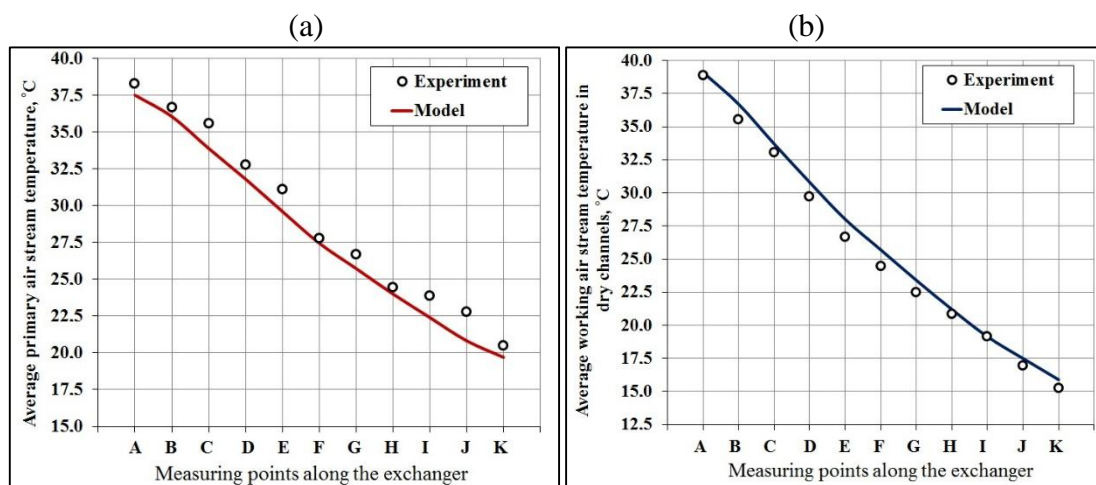 (a)
(b)
Average primary air stream temperature, °C
40.0
37.5
35.0
32.5
30.0
27.5
25.0
22.5
20.0
17.5
15.0
Experiment
Model
A B C D E F G H I J K
Measuring points along the exchanger
Average working air stream temperature in
dry channels, °C
40.0
37.5
35.0
32.5
30.0
27.5
25.0
22.5
20.0
17.5
15.0
12.5
Experiment
Model
A B C D E F G H I J K
Measuring points along the exchanger